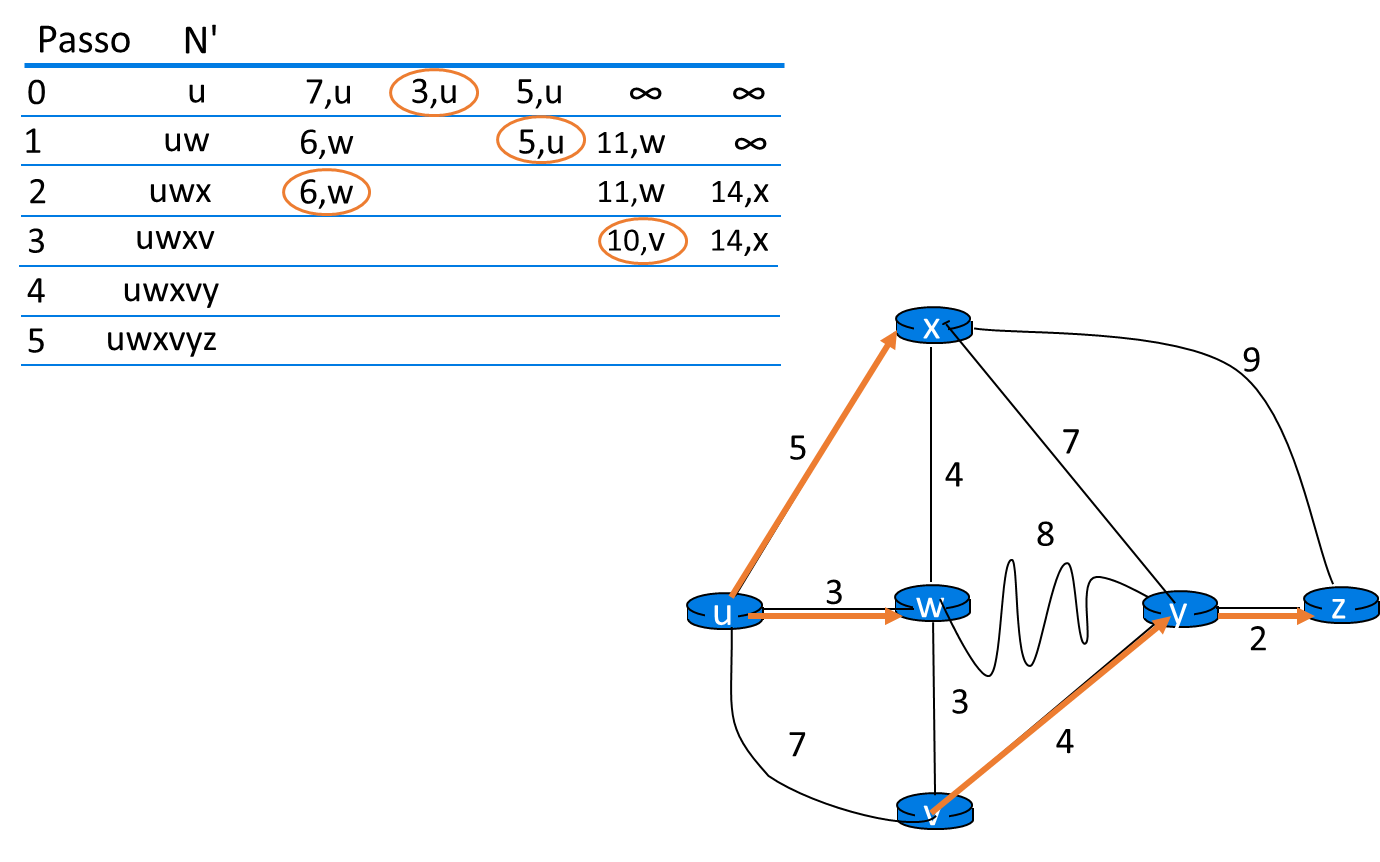 Passo N'
0 u 7,u 3,u 5,u ∞ ∞
1 uw 6,w 5,u 11,w ∞
2 uwx 6,w 11,w 14,x
3 uwxv 10,v 14,x
4 uwxvy
5 uwxvyz
x
9
5
7
4
8
u
3
w
y
z
2
3
7
4
v